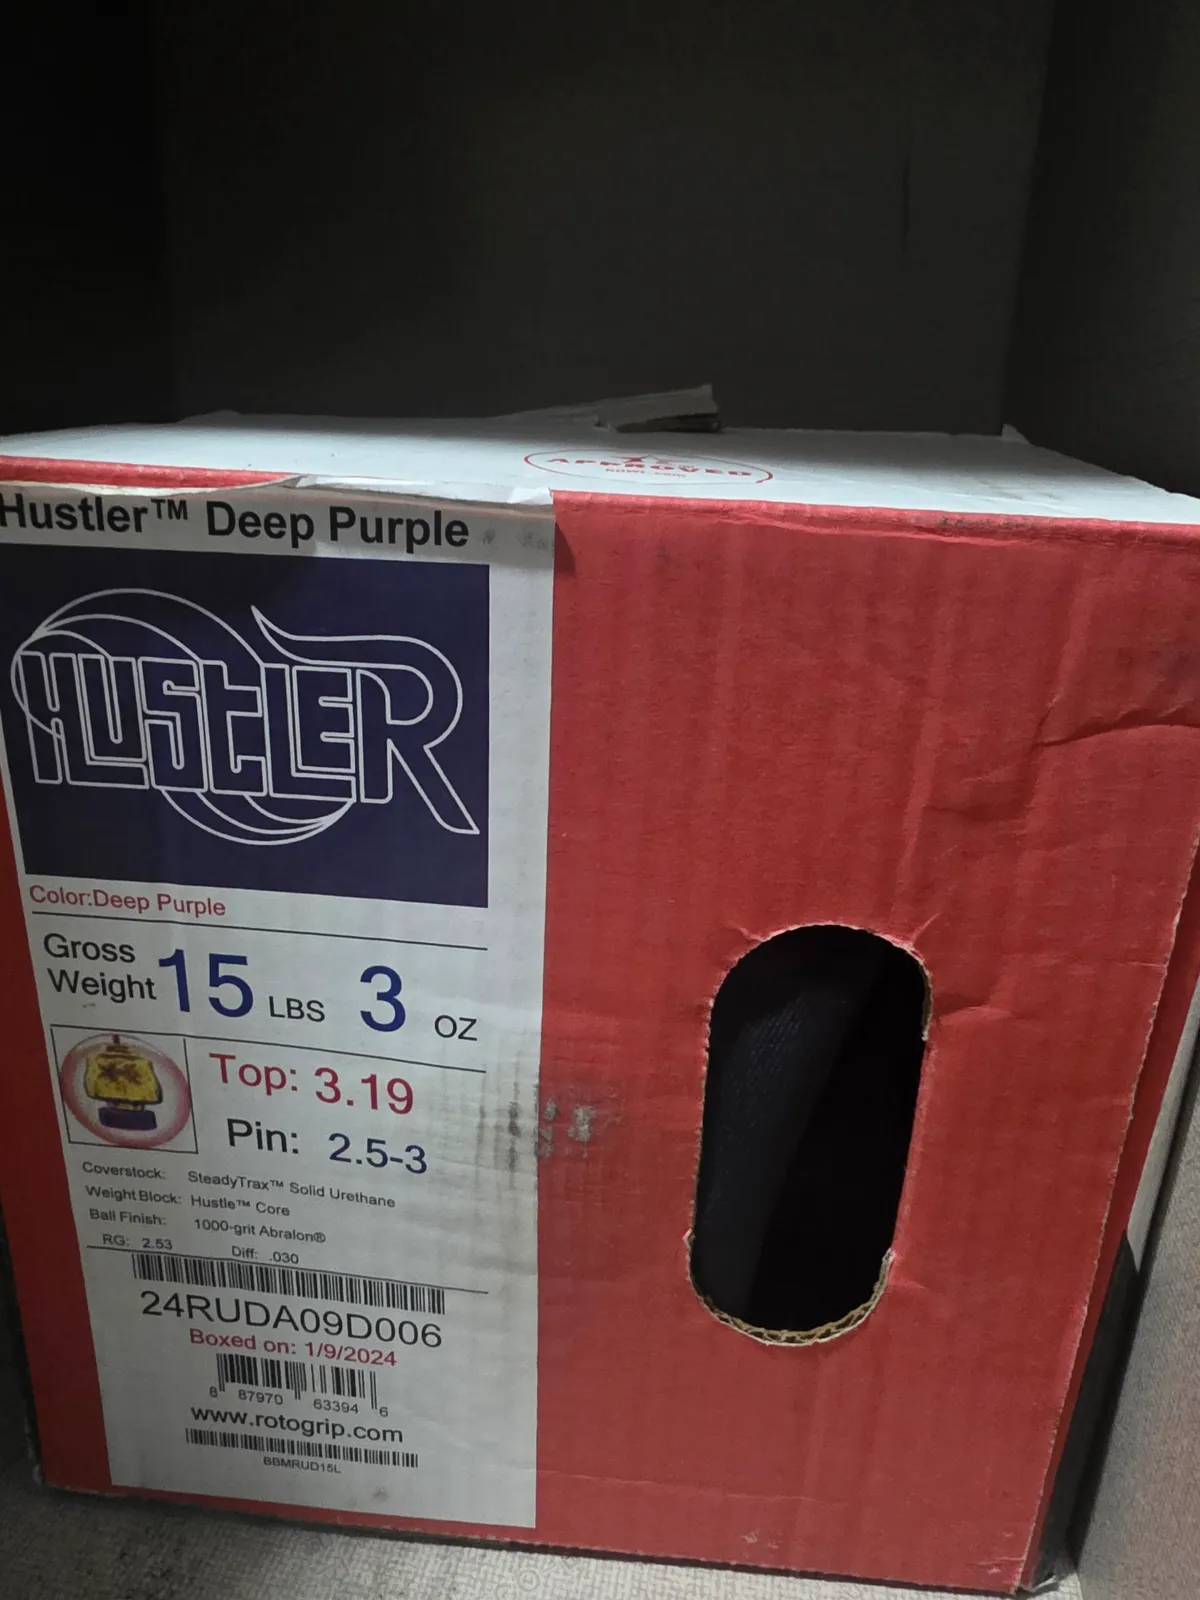 APPROVED
Hustler™ Deep Purple
HUSTLER
Color:Deep Purple
Gross Weight 15 LBS 3 OZ
Top: 3.19
Pin: 2.5-3
Coverstock: SteadyTrax™ Solid Urethane
Weight Block: Hustle™ Core
Ball Finish: 1000-grit Abralon®
RG: 2.53 Diff: .030
24RUDA09D006
Boxed on: 1/9/2024
8 87970 63394 6
www.rotogrip.com
BBMRUD15L